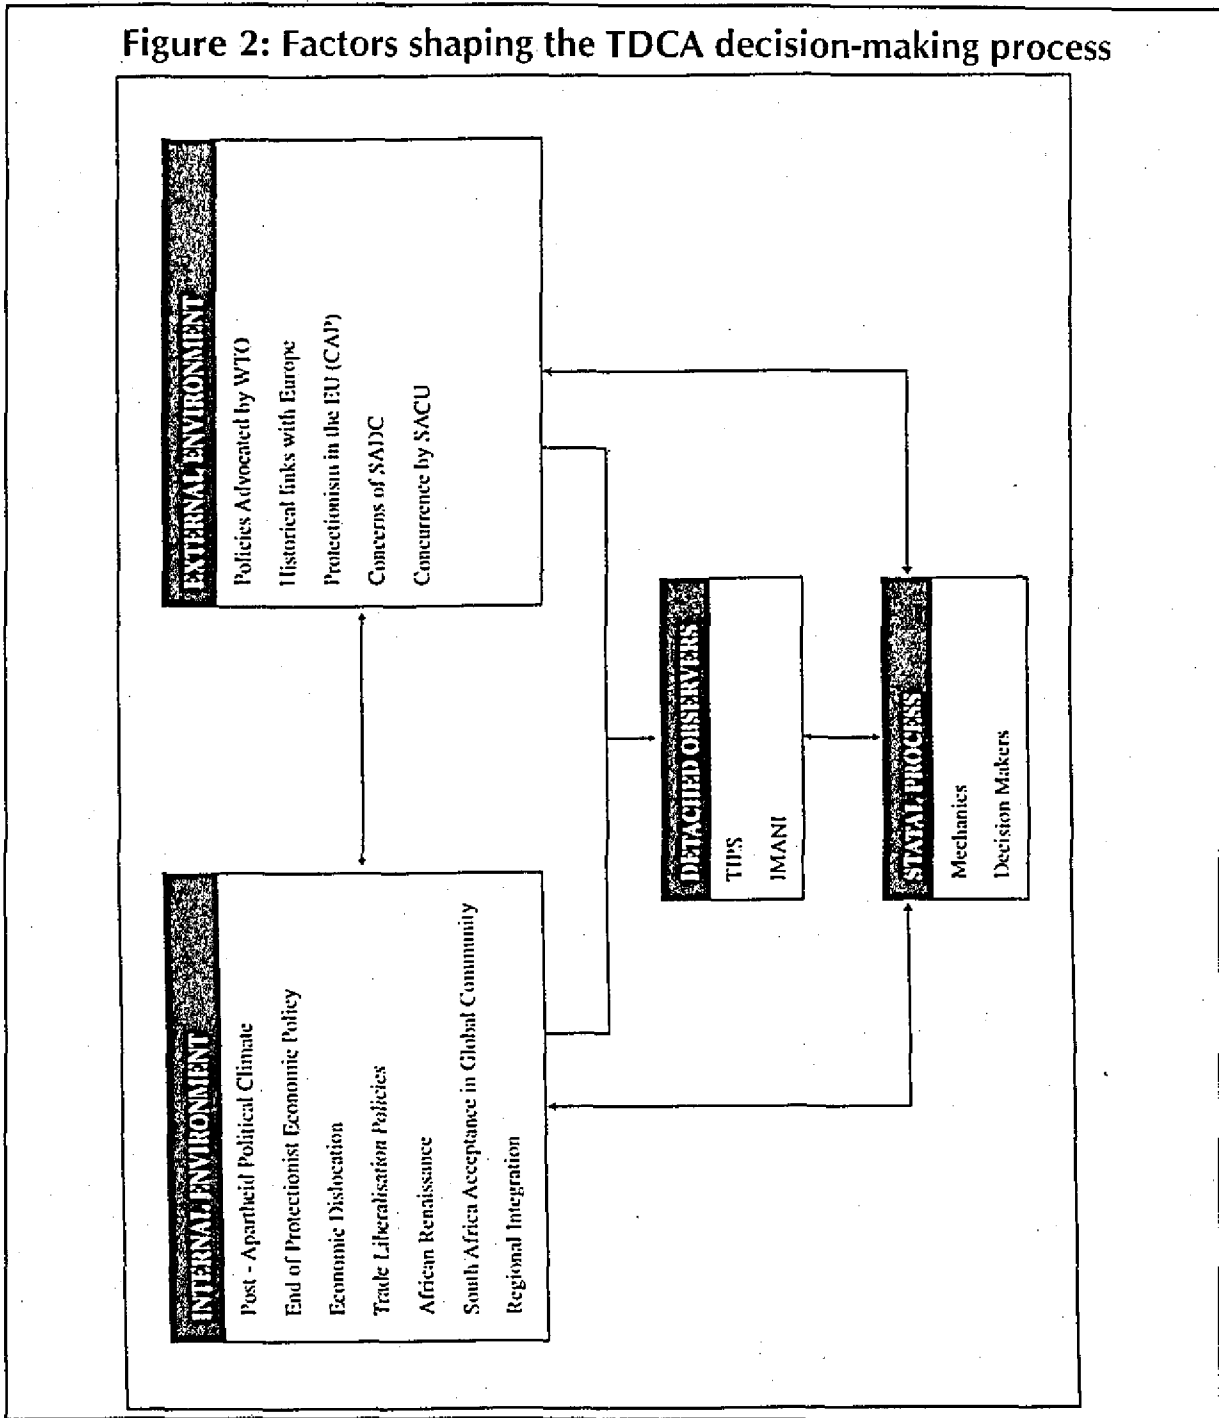 Figure 2: Factors shaping the TDCA decision-making process
INTERNAL ENVIRONMENT
Post - Apartheid Political Climate
End of Protectionist Economic Policy
Economic Dislocation
Trade Liberalisation Policies
African Renaissance
South Africa Acceptance in Global Community
Regional Integration
EXTERNAL ENVIRONMENT
Policies Advocated by WTO
Historical links with Europe
Protectionism in the EU (CAP)
Concerns of SADC
Concurrence by SACU
DETACHED OBSERVERS
TIPS
IMANI
STATAL PROCESS
Mechanics
Decision Makers